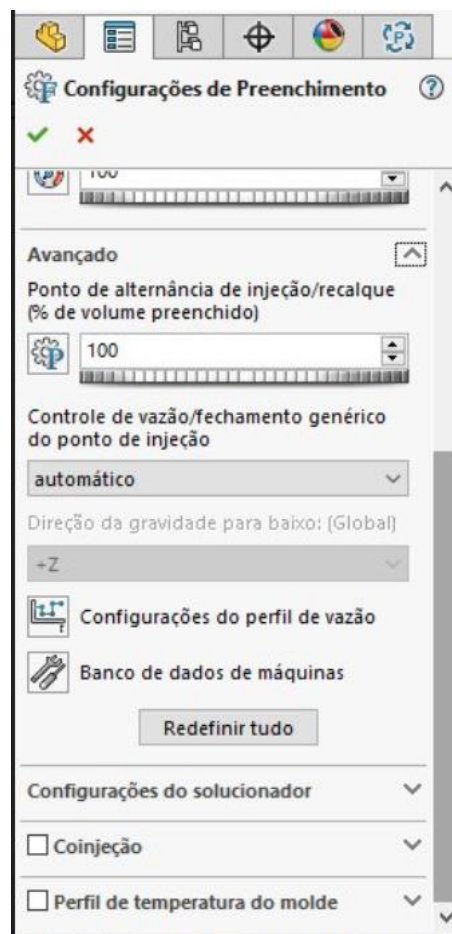 Configurações de Preenchimento
100
Avançado
Ponto de alternância de injeção/recalque
(% de volume preenchido)
100
Controle de vazão/fechamento genérico
do ponto de injeção
automático
Direção da gravidade para baixo: (Global)
+Z
Configurações do perfil de vazão
Banco de dados de máquinas
Redefinir tudo
Configurações do solucionador
Coinjeção
Perfil de temperatura do molde